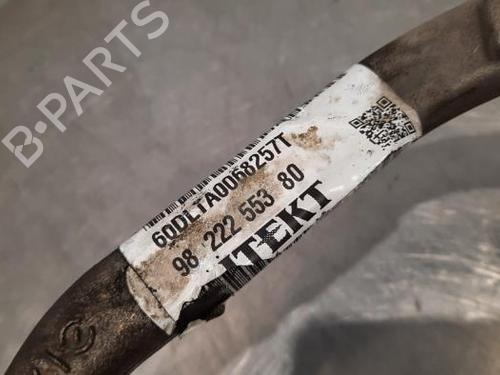 B-PARTS
60DLTA0068257T
98 222 553 80
JTEKT